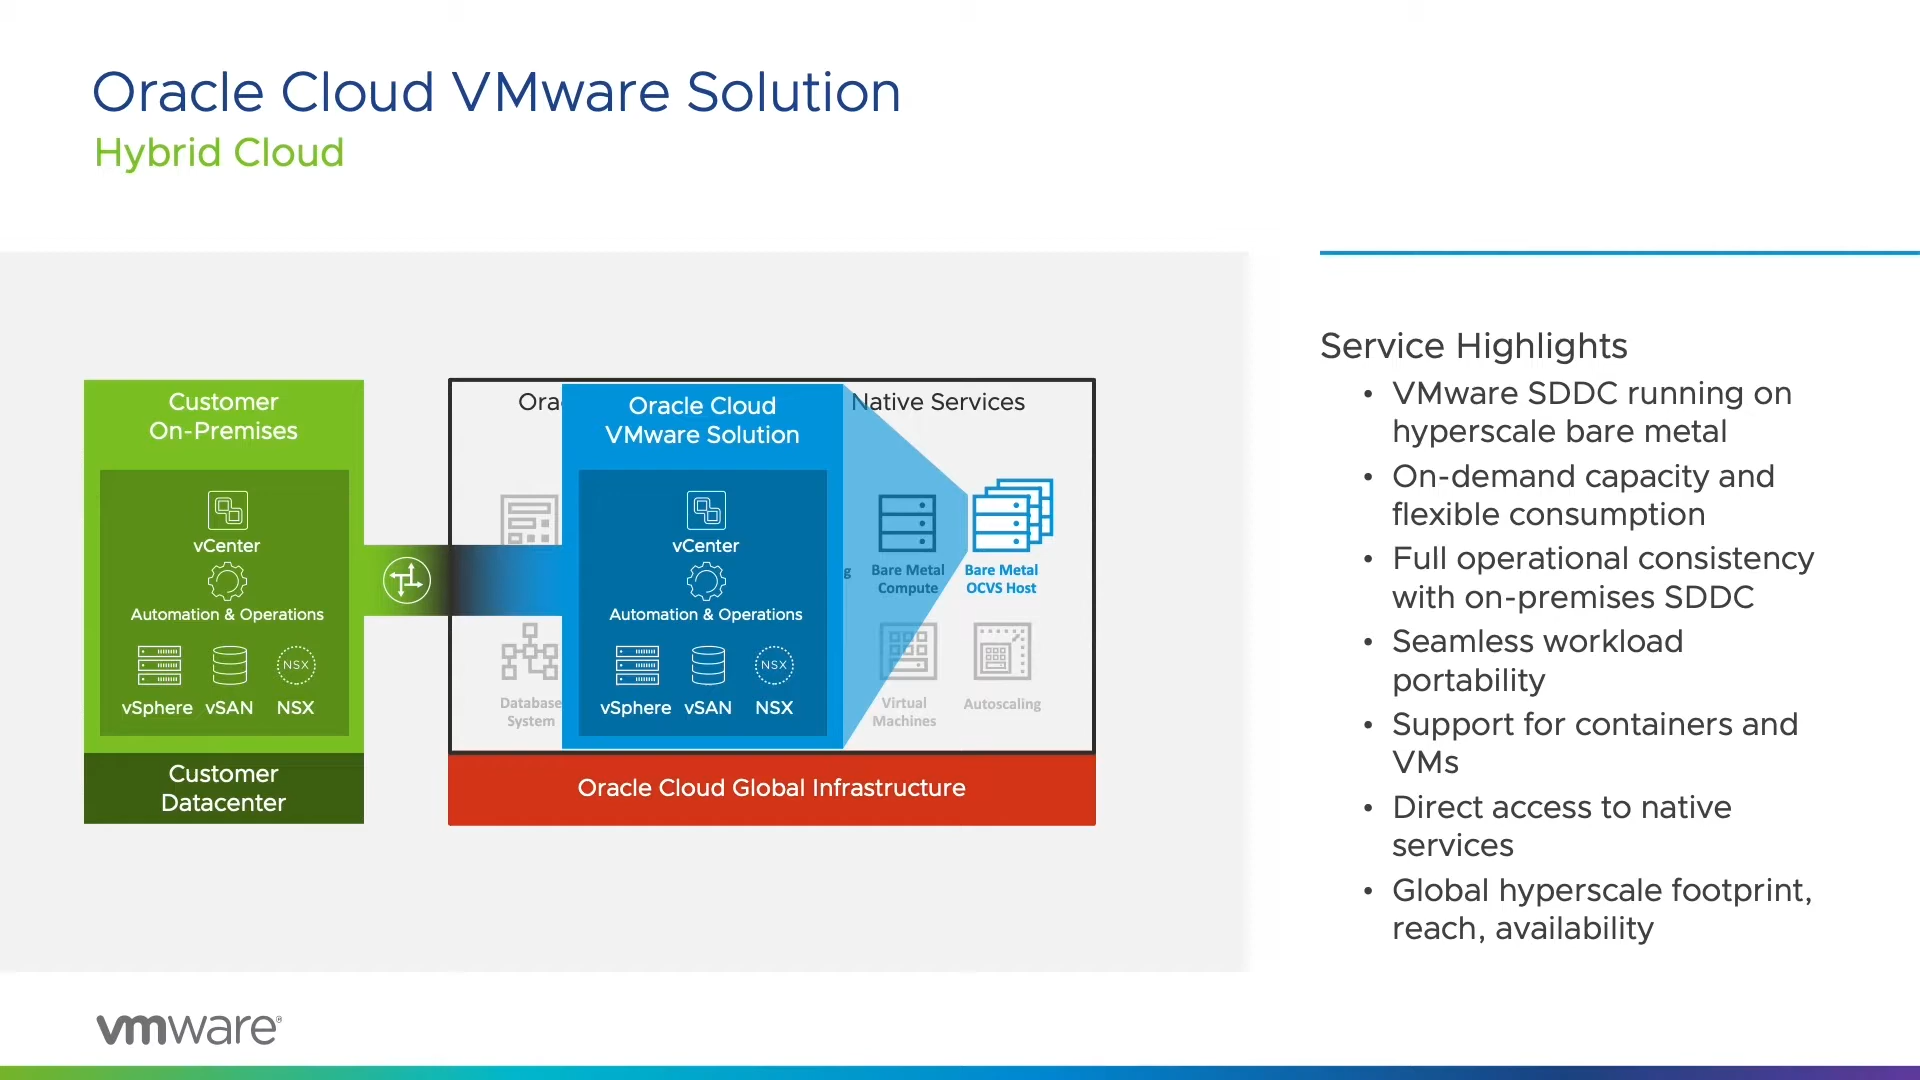 Oracle Cloud VMware Solution
Hybrid Cloud
Customer
On-Premises
vCenter
Automation & Operations
vSphere vSAN NSX
NSX
Customer
Datacenter
Native Services
Oracle Cloud
VMware Solution
vCenter
Automation & Operations
NSX
vSphere vSAN NSX
Database
System
Bare Metal
Compute
Bare Metal
OCVS Host
Virtual
Machines
Autoscaling
Oracle Cloud Global Infrastructure
Service Highlights
• VMware SDDC running on
hyperscale bare metal
• On-demand capacity and
flexible consumption
• Full operational consistency
with on-premises SDDC
• Seamless workload
portability
• Support for containers and
VMs
• Direct access to native
services
• Global hyperscale footprint,
reach, availability
vmware®